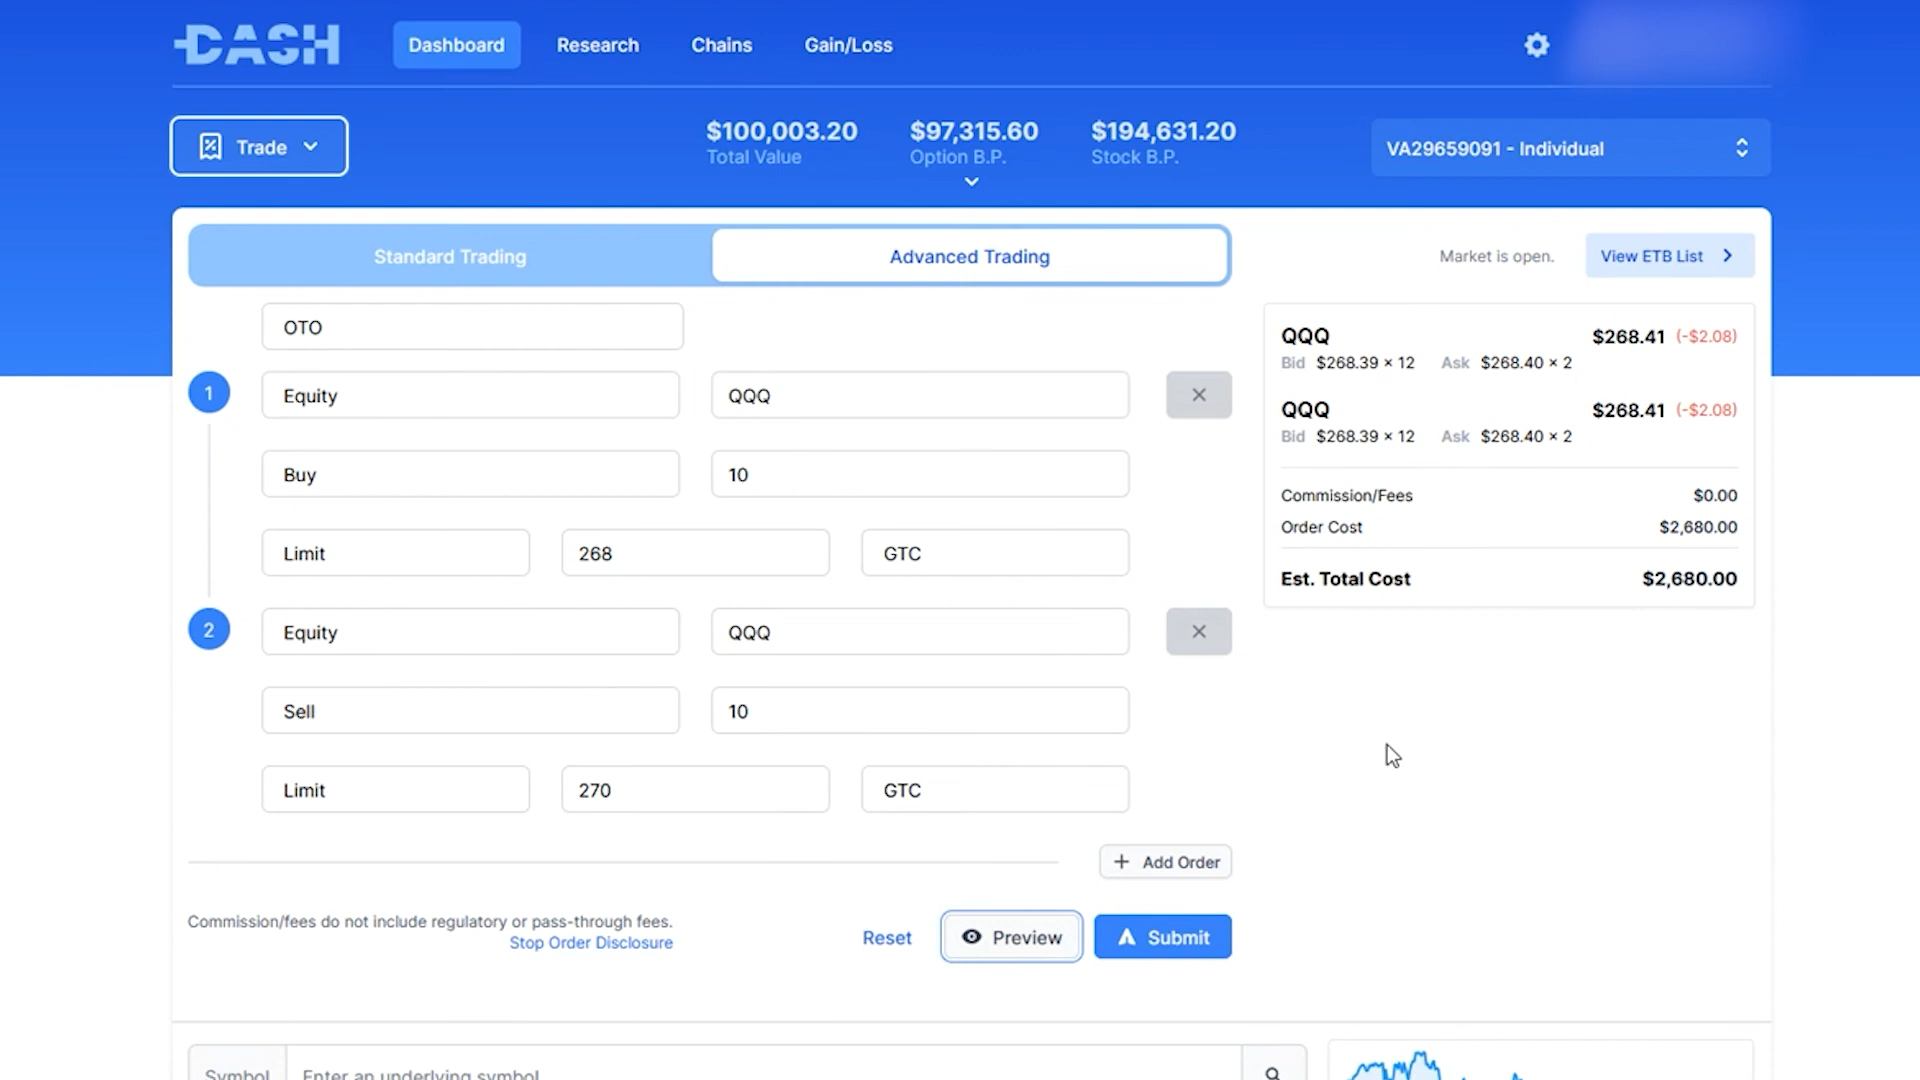 DASH
Dashboard
Research
Chains
Gain/Loss
Trade
$100,003.20
Total Value
$97,315.60
Option B.P.
$194,631.20
Stock B.P.
VA29659091 - Individual
Standard Trading
Advanced Trading
Market is open.
View ETB List
OTO
1
Equity
QQQ
Buy
10
Limit
268
GTC
2
Equity
QQQ
Sell
10
Limit
270
GTC
QQQ
$268.41 (-$2.08)
Bid $268.39 × 12 Ask $268.40 × 2
QQQ
$268.41 (-$2.08)
Bid $268.39 × 12 Ask $268.40 × 2
Commission/Fees $0.00
Order Cost $2,680.00
Est. Total Cost $2,680.00
Add Order
Commission/fees do not include regulatory or pass-through fees.
Stop Order Disclosure
Reset
Preview
Submit
Symbol
Enter an underlying symbol